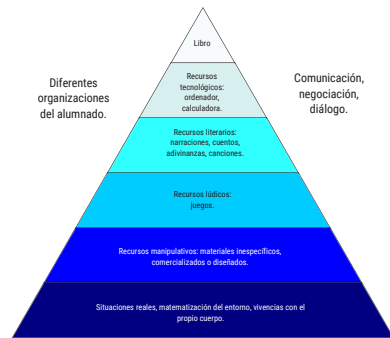 Libro
Diferentes
organizaciones
del alumnado.
Comunicación,
negociación,
diálogo.
Recursos
tecnológicos:
ordenador,
calculadora.
Recursos literarios:
narraciones, cuentos,
adivinanzas, canciones.
Recursos lúdicos:
juegos.
Recursos manipulativos: materiales inespecíficos,
comercializados o diseñados.
Situaciones reales, matematización del entorno, vivencias con el
propio cuerpo.